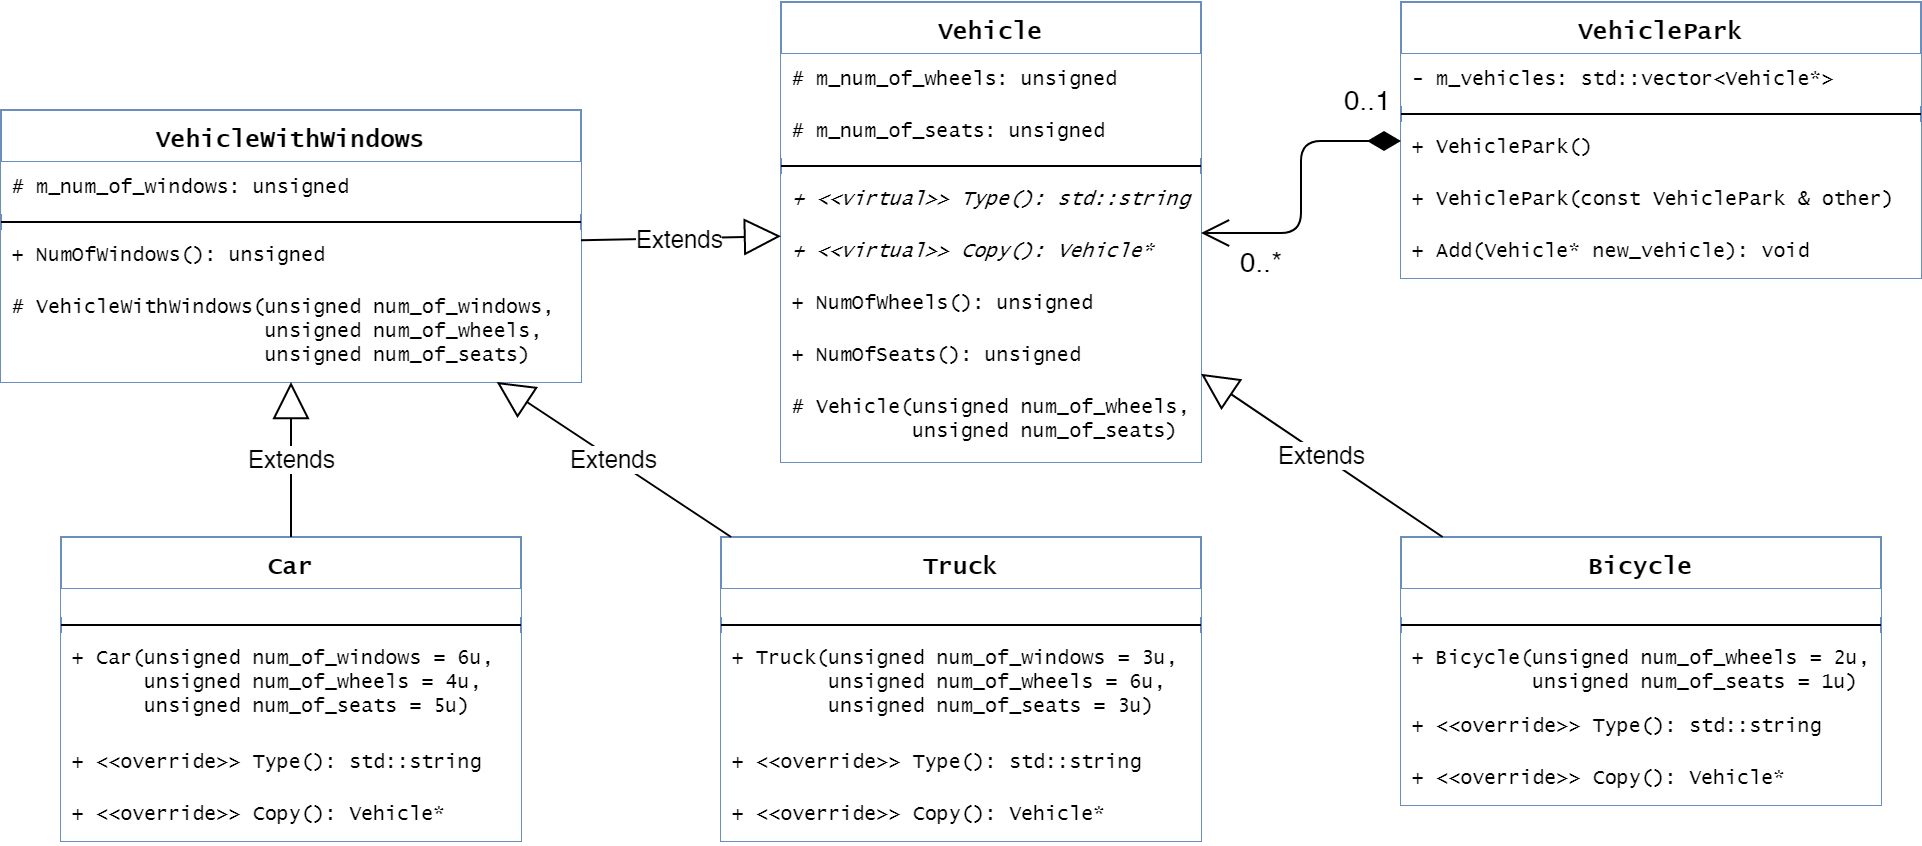 Vehicle
# m_num_of_wheels: unsigned
# m_num_of_seats: unsigned
+ <<virtual>> Type(): std::string
+ <<virtual>> Copy(): Vehicle*
+ NumOfWheels(): unsigned
+ NumOfSeats(): unsigned
# Vehicle(unsigned num_of_wheels,
unsigned num_of_seats)
VehiclePark
- m_vehicles: std::vector<Vehicle*>
+ VehiclePark()
+ VehiclePark(const VehiclePark & other)
+ Add(Vehicle* new_vehicle): void
0..1
0..*
VehicleWithWindows
# m_num_of_windows: unsigned
+ NumOfWindows(): unsigned
# VehicleWithWindows(unsigned num_of_windows,
unsigned num_of_wheels,
unsigned num_of_seats)
Extends
Extends
Extends
Extends
Car
+ Car(unsigned num_of_windows = 6u,
unsigned num_of_wheels = 4u,
unsigned num_of_seats = 5u)
+ <<override>> Type(): std::string
+ <<override>> Copy(): Vehicle*
Truck
+ Truck(unsigned num_of_windows = 3u,
unsigned num_of_wheels = 6u,
unsigned num_of_seats = 3u)
+ <<override>> Type(): std::string
+ <<override>> Copy(): Vehicle*
Bicycle
+ Bicycle(unsigned num_of_wheels = 2u,
unsigned num_of_seats = 1u)
+ <<override>> Type(): std::string
+ <<override>> Copy(): Vehicle*